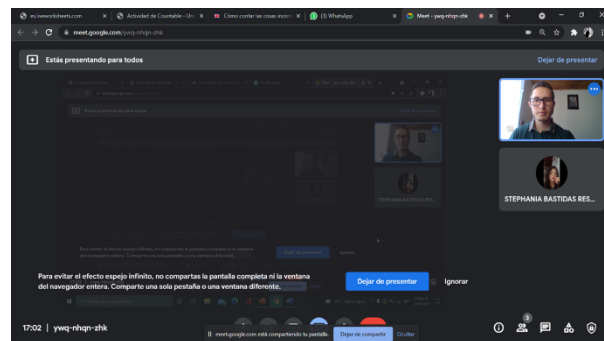 es.liveworksheets.com
Actividad de Countable - Un
Cómo contar las cosas incon
(3) WhatsApp
Meet - ywq-nhqn-zhk
meet.google.com/ywq-nhqn-zhk
Estás presentando para todos
Dejar de presentar
STEPHANIA BASTIDAS RES...
Para evitar el efecto espejo infinito, no compartas la pantalla completa ni la ventana
del navegador entera. Comparte una sola pestaña o una ventana diferente.
Dejar de presentar
Ignorar
17:02 | ywq-nhqn-zhk
3
meet.google.com está compartiendo tu pantalla.
Dejar de compartir
Ocultar